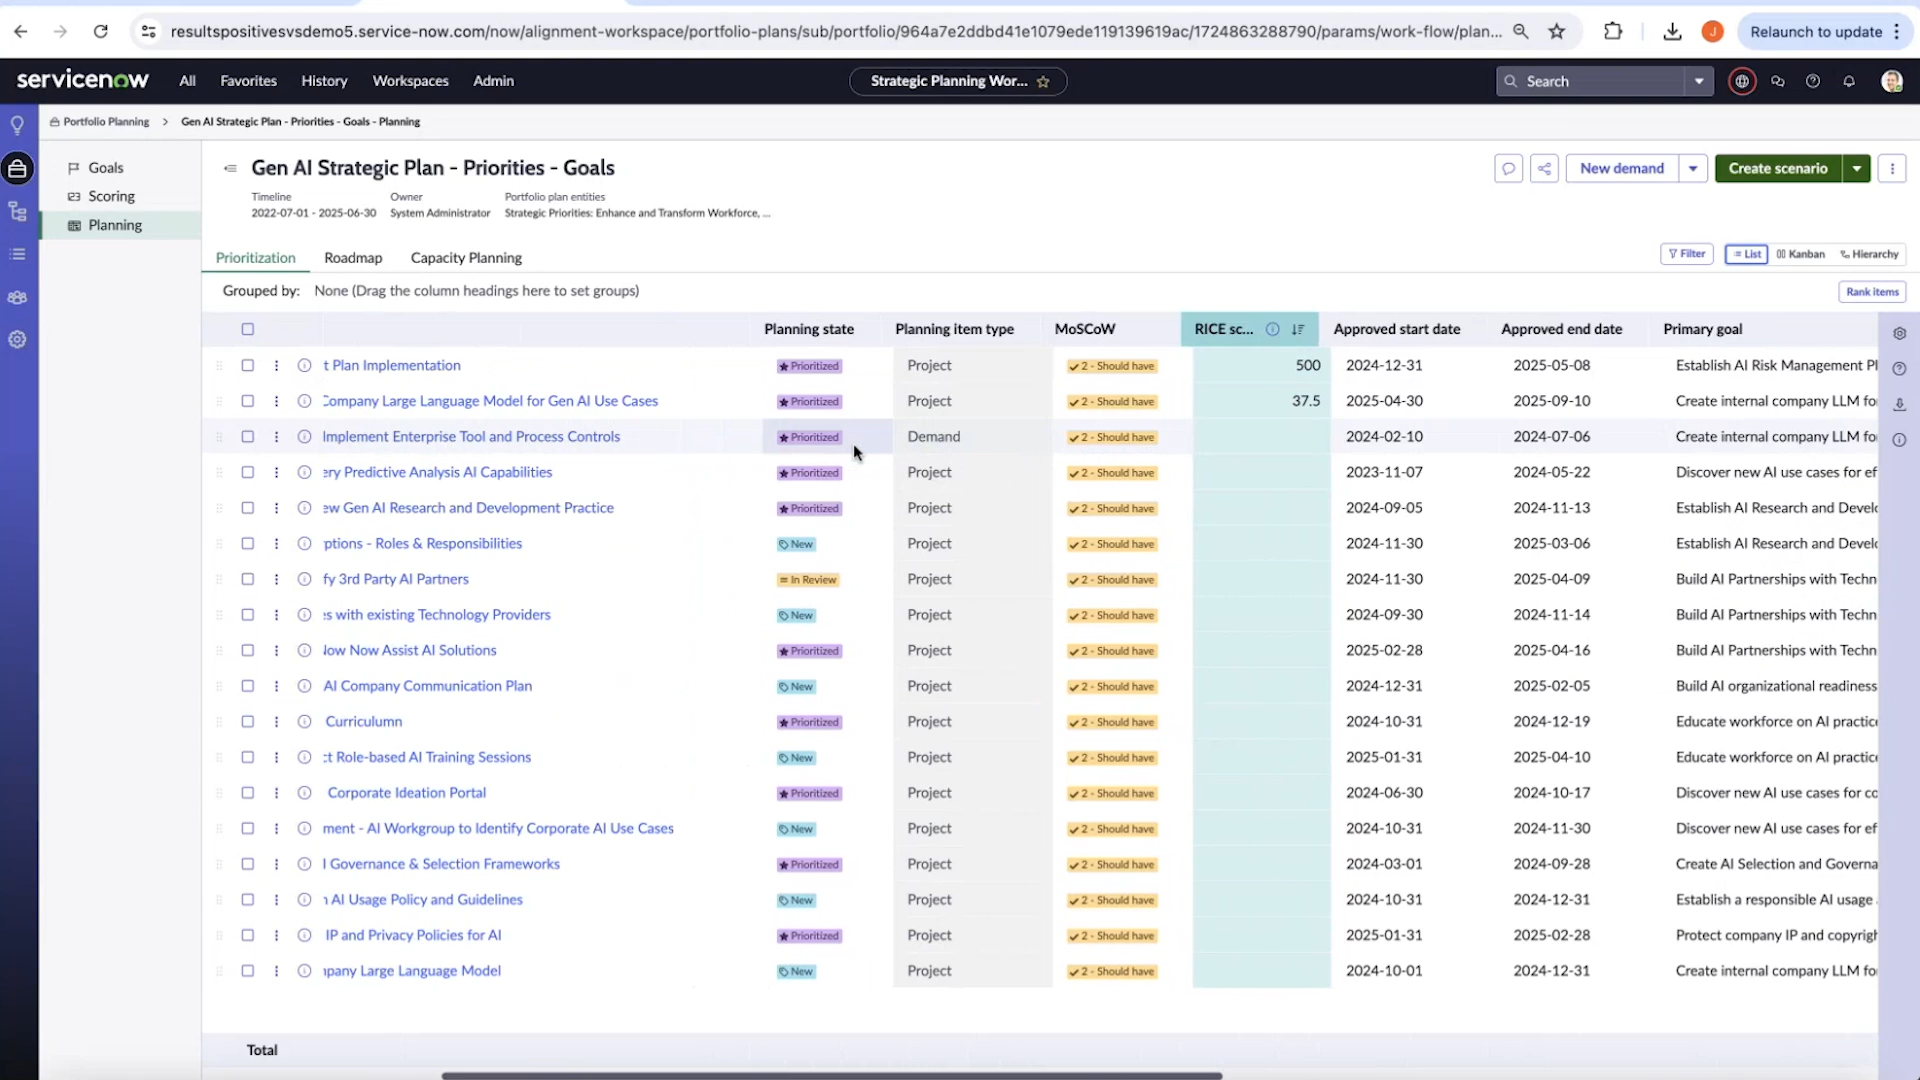 resultspositivesvsdemo5.service-now.com/now/alignment-workspace/portfolio-plans/sub/portfolio/964a7e2ddbd41e1079ede119139619ac/1724863288790/params/work-flow/plan...
J
Relaunch to update
servicenow
All
Favorites
History
Workspaces
Admin
Strategic Planning Wor...
Search
Portfolio Planning > Gen AI Strategic Plan - Priorities - Goals - Planning
Goals
Scoring
Planning
Gen AI Strategic Plan - Priorities - Goals
New demand
Create scenario
Timeline Owner Portfolio plan entities
2022-07-01 - 2025-06-30 System Administrator Strategic Priorities: Enhance and Transform Workforce, ...
Prioritization Roadmap Capacity Planning
Filter List Kanban Hierarchy
Grouped by: None (Drag the column headings here to set groups)
Rank items
Planning state Planning item type MoSCoW RICE sc... Approved start date Approved end date Primary goal
t Plan Implementation Prioritized Project 2 - Should have 500 2024-12-31 2025-05-08 Establish AI Risk Management Pl
Company Large Language Model for Gen AI Use Cases Prioritized Project 2 - Should have 37.5 2025-04-30 2025-09-10 Create internal company LLM fo
Implement Enterprise Tool and Process Controls Prioritized Demand 2 - Should have 2024-02-10 2024-07-06 Create internal company LLM fo
ery Predictive Analysis AI Capabilities Prioritized Project 2 - Should have 2023-11-07 2024-05-22 Discover new AI use cases for ef
ew Gen AI Research and Development Practice Prioritized Project 2 - Should have 2024-09-05 2024-11-13 Establish AI Research and Develo
ptions - Roles & Responsibilities New Project 2 - Should have 2024-11-30 2025-03-06 Establish AI Research and Develo
fy 3rd Party AI Partners In Review Project 2 - Should have 2024-11-30 2025-04-09 Build AI Partnerships with Techn
es with existing Technology Providers New Project 2 - Should have 2024-09-30 2024-11-14 Build AI Partnerships with Techn
Now Now Assist AI Solutions Prioritized Project 2 - Should have 2025-02-28 2025-04-16 Build AI Partnerships with Techn
AI Company Communication Plan New Project 2 - Should have 2024-12-31 2025-02-05 Build AI organizational readiness
Curriculumn Prioritized Project 2 - Should have 2024-10-31 2024-12-19 Educate workforce on AI practice
ct Role-based AI Training Sessions New Project 2 - Should have 2025-01-31 2025-04-10 Educate workforce on AI practice
Corporate Ideation Portal Prioritized Project 2 - Should have 2024-06-30 2024-10-17 Discover new AI use cases for co
ment - AI Workgroup to Identify Corporate AI Use Cases New Project 2 - Should have 2024-10-31 2024-11-30 Discover new AI use cases for ef
I Governance & Selection Frameworks Prioritized Project 2 - Should have 2024-03-01 2024-09-28 Create AI Selection and Governa
n AI Usage Policy and Guidelines New Project 2 - Should have 2024-10-31 2024-12-31 Establish a responsible AI usage
IP and Privacy Policies for AI Prioritized Project 2 - Should have 2025-01-31 2025-02-28 Protect company IP and copyrigh
npany Large Language Model New Project 2 - Should have 2024-10-01 2024-12-31 Create internal company LLM fo
Total